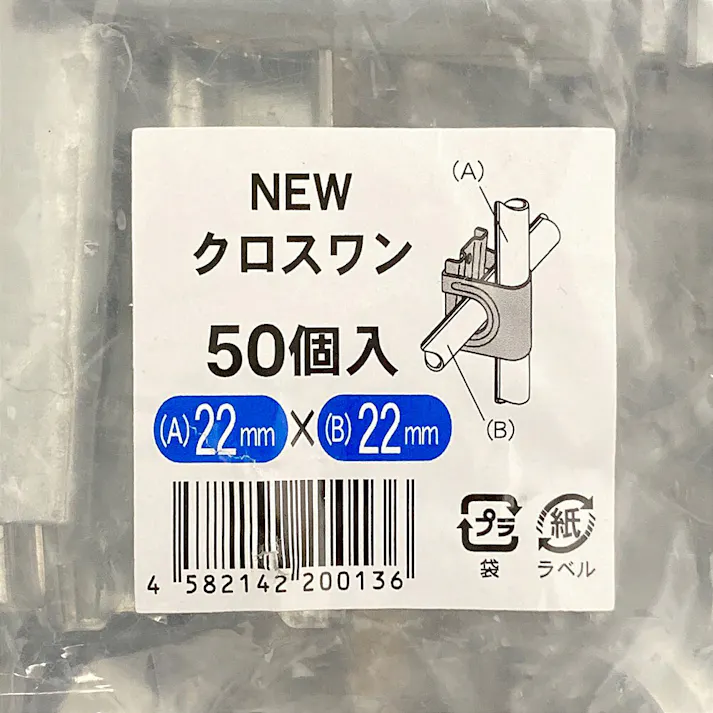 NEW
クロスワン
50個入
(A) 22mm × (B) 22mm
(A)
(B)
4 582142 200136
プラ
袋
紙
ラベル